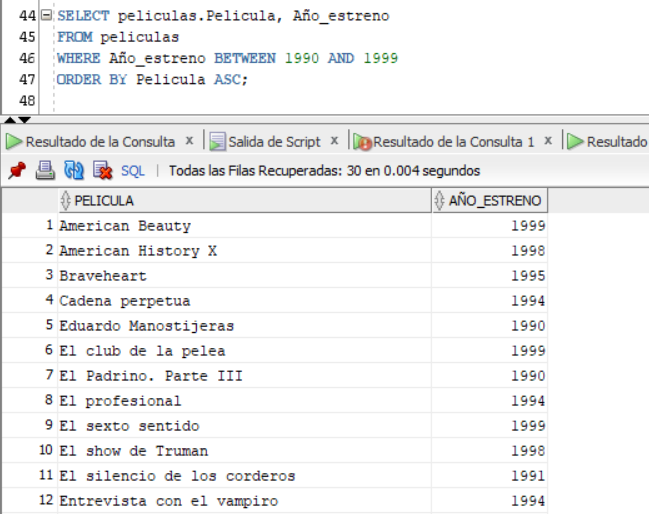 44 SELECT peliculas.Pelicula, Año_estreno
45 FROM peliculas
46 WHERE Año_estreno BETWEEN 1990 AND 1999
47 ORDER BY Pelicula ASC;
48
Resultado de la Consulta x Salida de Script x Resultado de la Consulta 1 x Resultado
SQL | Todas las Filas Recuperadas: 30 en 0.004 segundos
PELICULA AÑO_ESTRENO
1 American Beauty 1999
2 American History X 1998
3 Braveheart 1995
4 Cadena perpetua 1994
5 Eduardo Manostijeras 1990
6 El club de la pelea 1999
7 El Padrino. Parte III 1990
8 El profesional 1994
9 El sexto sentido 1999
10 El show de Truman 1998
11 El silencio de los corderos 1991
12 Entrevista con el vampiro 1994